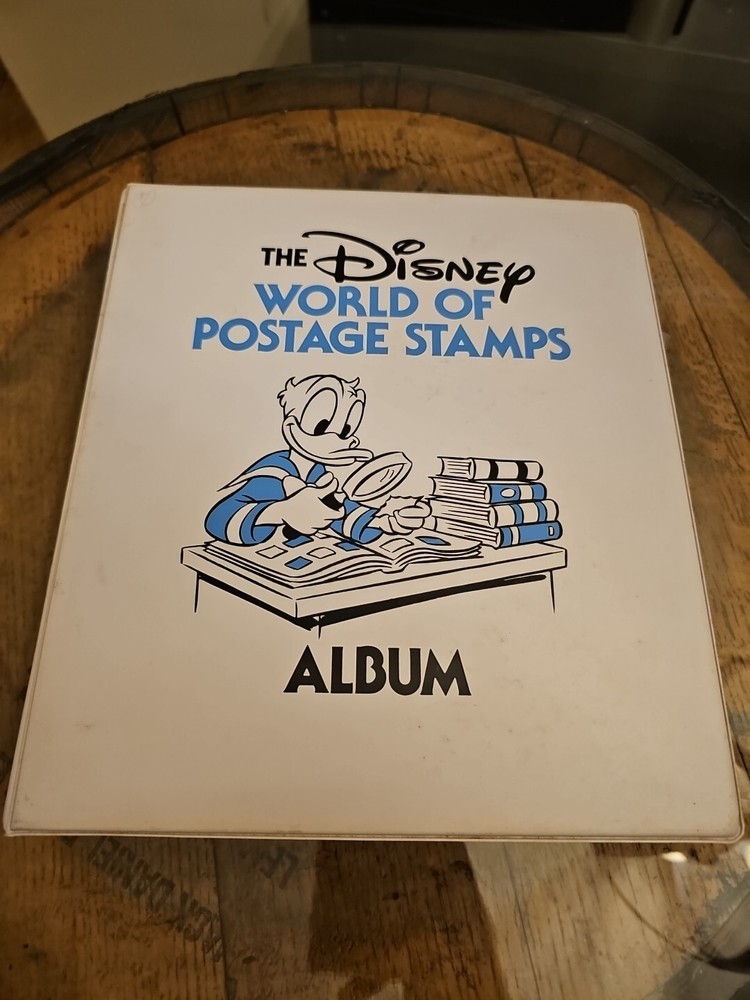 THE Disney
WORLD OF
POSTAGE STAMPS
ALBUM